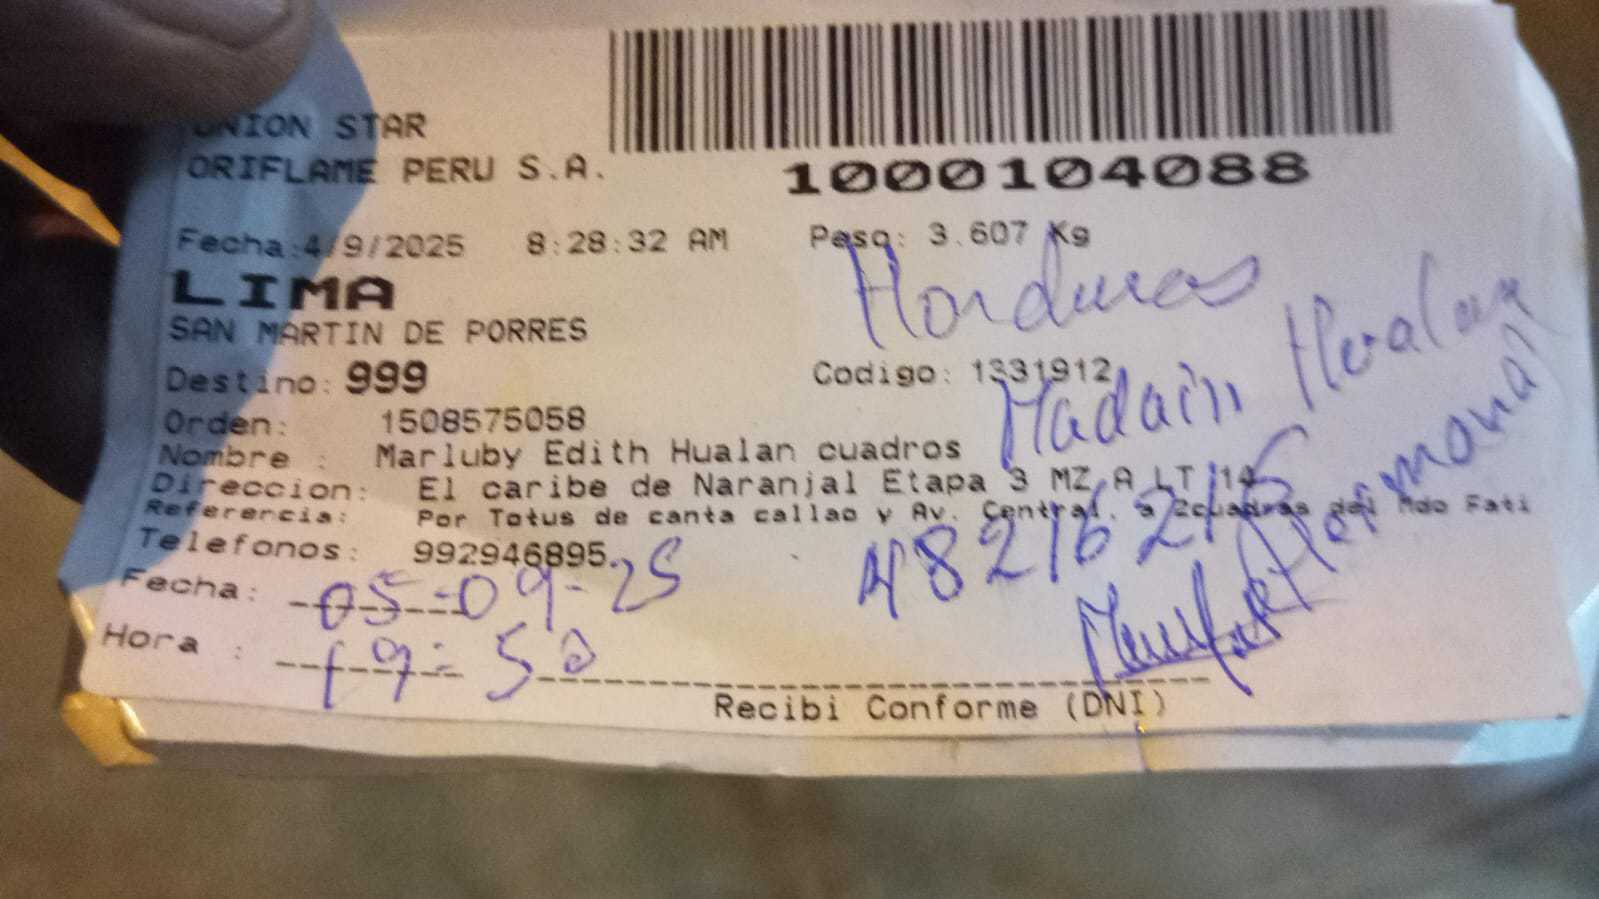 UNION STAR
ORIFLAME PERU S.A.
1000104088
Fecha:4/9/2025 8:28:32 AM Peso: 3.607 Kg
LIMA
Honduras
SAN MARTIN DE PORRES
Destino: 999 Codigo: 1331912
Madain Hualan
Orden: 1508575058
Nombre : Marluby Edith Hualan cuadros
Direccion: El caribe de Naranjal Etapa 3 MZ A LT 14
Referencia: Por Totus de canta callao y Av. Central. a 2cuadras del Mdo Fati
Telefonos: 992946895
48216216
Fecha: 05-09-25
Hora : 19:50
Recibi Conforme (DNI)